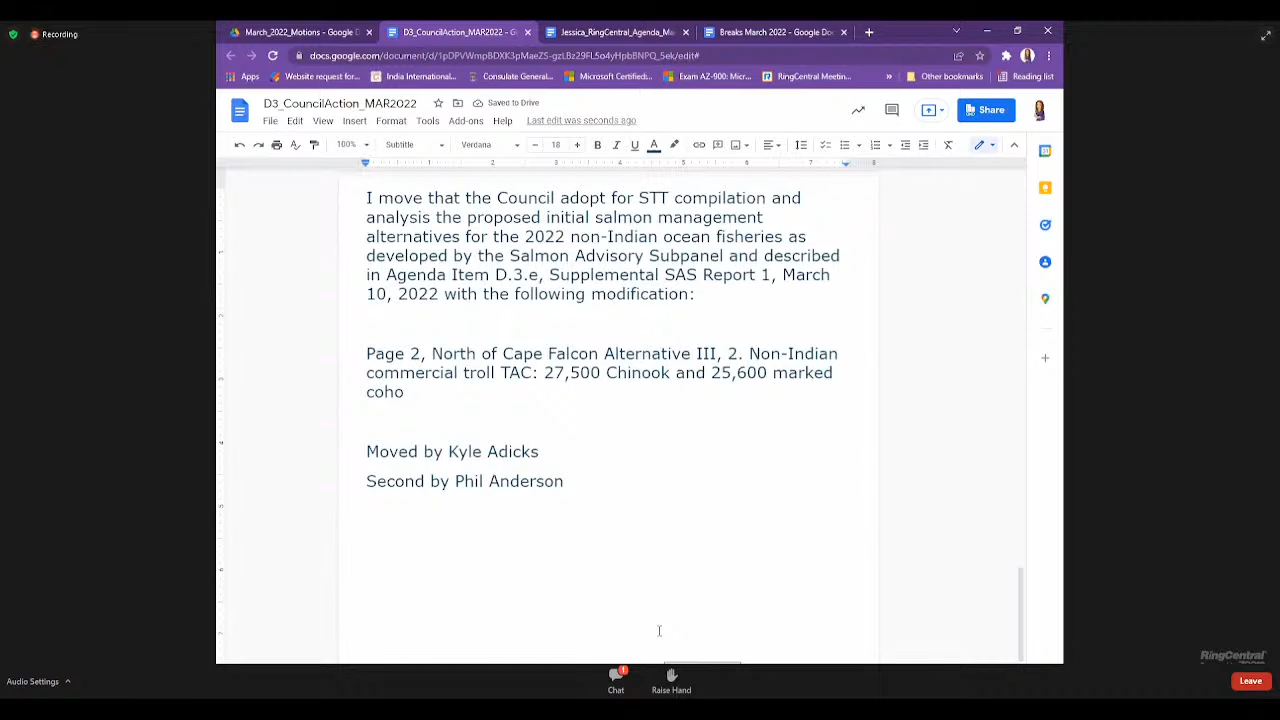 Recording
March_2022_Motions - Google D
D3_CouncilAction_MAR2022 - G
Jessica_RingCentral_Agenda_Ma
Breaks March 2022 - Google Doc
docs.google.com/document/d/1pDPVWmpBDXK3pMaeZS-gzLBz29FL5o4yHpbBNPQ_5ek/edit#
Apps
Website request for...
India International...
Consulate General...
Microsoft Certified:...
Exam AZ-900: Micr...
RingCentral Meetin...
»
Other bookmarks
Reading list
D3_CouncilAction_MAR2022
Saved to Drive
File Edit View Insert Format Tools Add-ons Help Last edit was seconds ago
Share
100% Subtitle Verdana 18
I move that the Council adopt for STT compilation and
analysis the proposed initial salmon management
alternatives for the 2022 non-Indian ocean fisheries as
developed by the Salmon Advisory Subpanel and described
in Agenda Item D.3.e, Supplemental SAS Report 1, March
10, 2022 with the following modification:
Page 2, North of Cape Falcon Alternative III, 2. Non-Indian
commercial troll TAC: 27,500 Chinook and 25,600 marked
coho
Moved by Kyle Adicks
Second by Phil Anderson
RingCentral
Audio Settings
Chat
1
Raise Hand
Leave